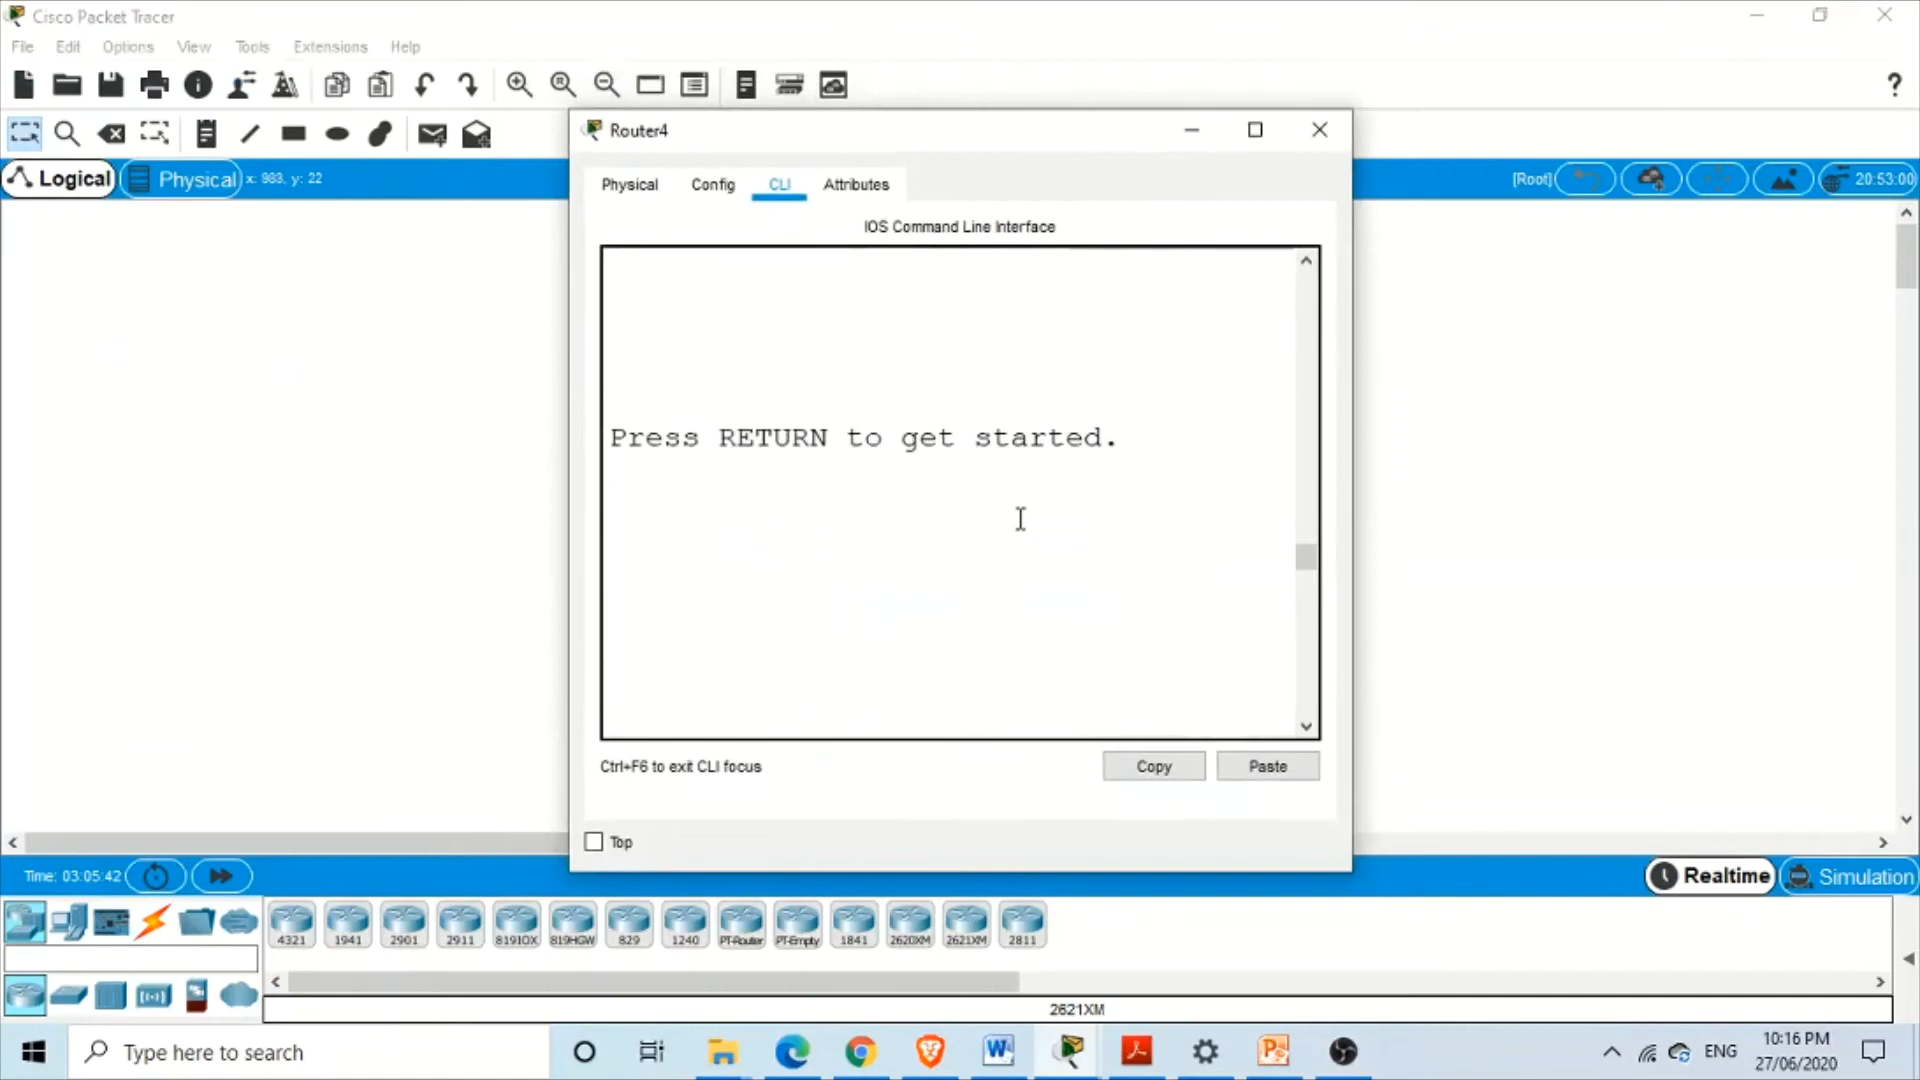 Cisco Packet Tracer
File Edit Options View Tools Extensions Help
?
Router4
Logical Physical x: 983, y: 22 [Root] 20:53:00
Physical Config CLI Attributes
IOS Command Line Interface
Press RETURN to get started.
Ctrl+F6 to exit CLI focus Copy Paste
Top
Time: 03:05:42 Realtime Simulation
4321 1941 2901 2911 819IOX 819HGW 829 1240 PT-Router PT-Empty 1841 2620XM 2621XM 2811
2621XM
Type here to search ENG 10:16 PM
27/06/2020